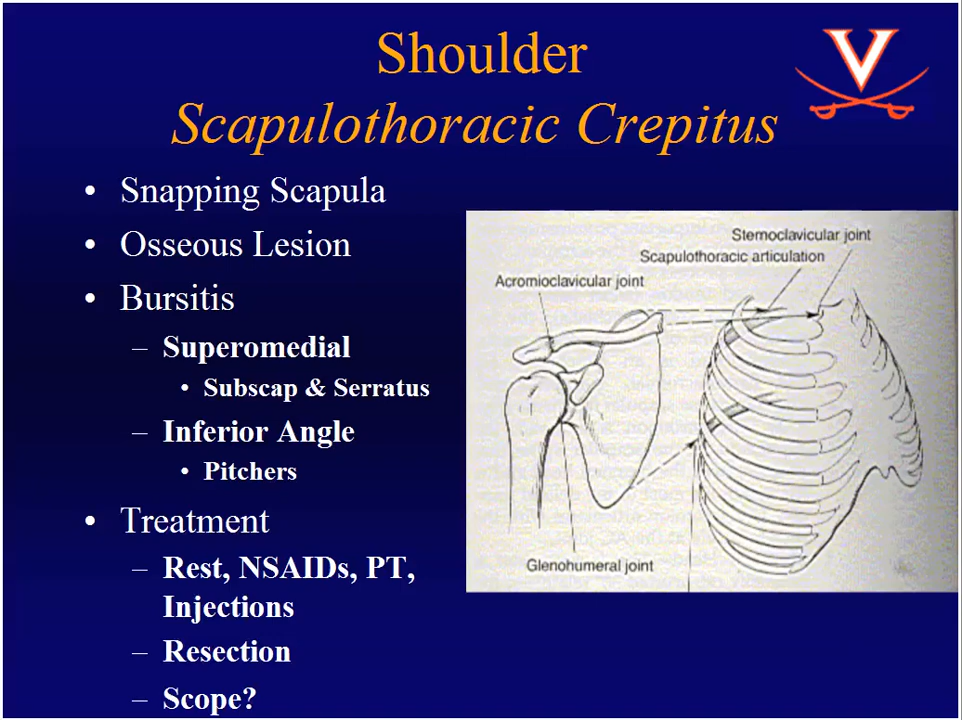 Shoulder
Scapulothoracic Crepitus
V
• Snapping Scapula
• Osseous Lesion
• Bursitis
– Superomedial
• Subscap & Serratus
– Inferior Angle
• Pitchers
• Treatment
– Rest, NSAIDs, PT,
Injections
– Resection
– Scope?
Sternoclavicular joint
Scapulothoracic articulation
Acromioclavicular joint
Glenohumeral joint